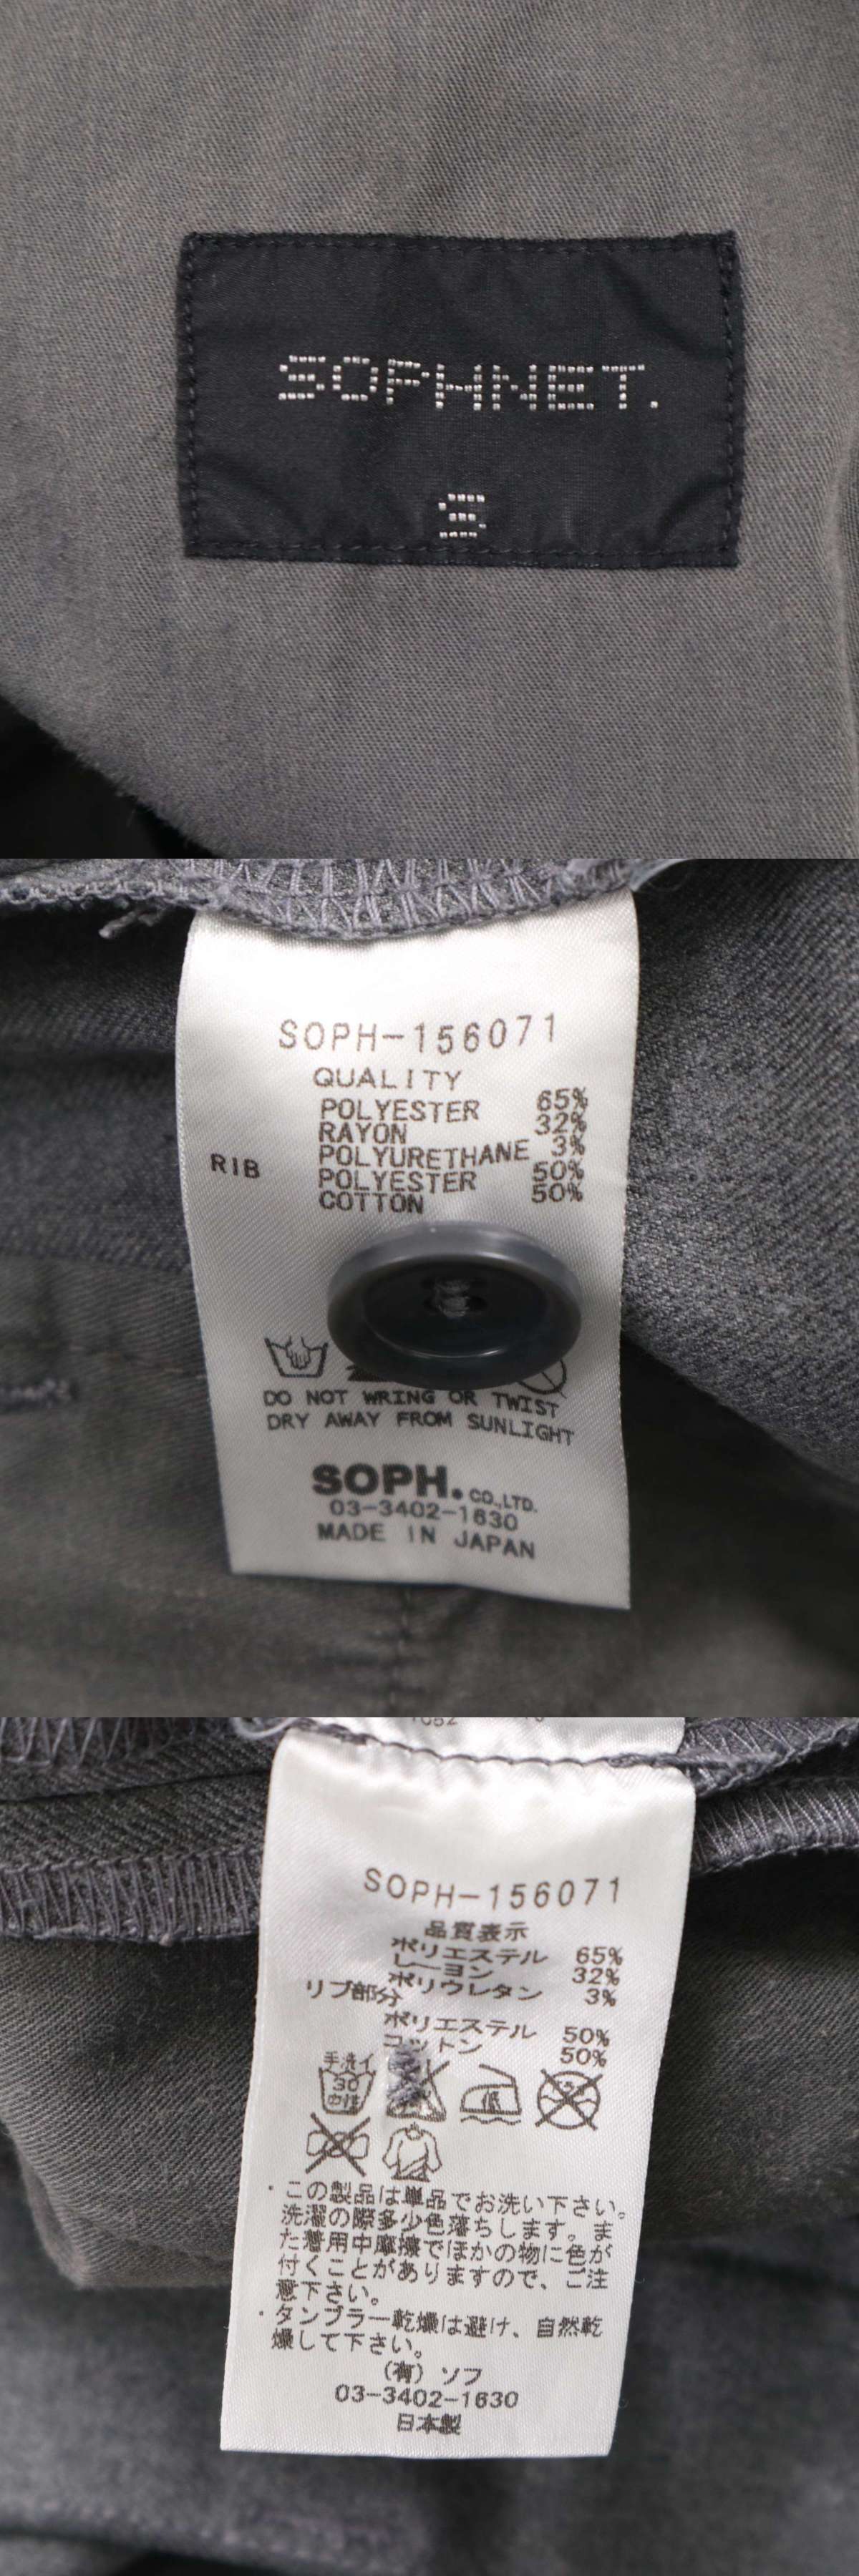 SOPHNET.
S
SOPH-156071
QUALITY
POLYESTER 65%
RAYON 32%
POLYURETHANE 3%
RIB POLYESTER 50%
COTTON 50%
DO NOT WRING OR TWIST
DRY AWAY FROM SUNLIGHT
SOPH. CO.,LTD.
03-3402-1630
MADE IN JAPAN
SOPH-156071
品質表示
ポリエステル 65%
レーヨン 32%
ポリウレタン 3%
リブ部分
ポリエステル 50%
コットン 50%
手洗イ
30
中性
低
・この製品は単品でお洗い下さい。
洗濯の際多少色落ちします。ま
た着用中摩擦でほかの物に色が
付くことがありますので、ご注
意下さい。
・タンブラー乾燥は避け、自然乾
燥して下さい。
(有)ソフ
03-3402-1630
日本製